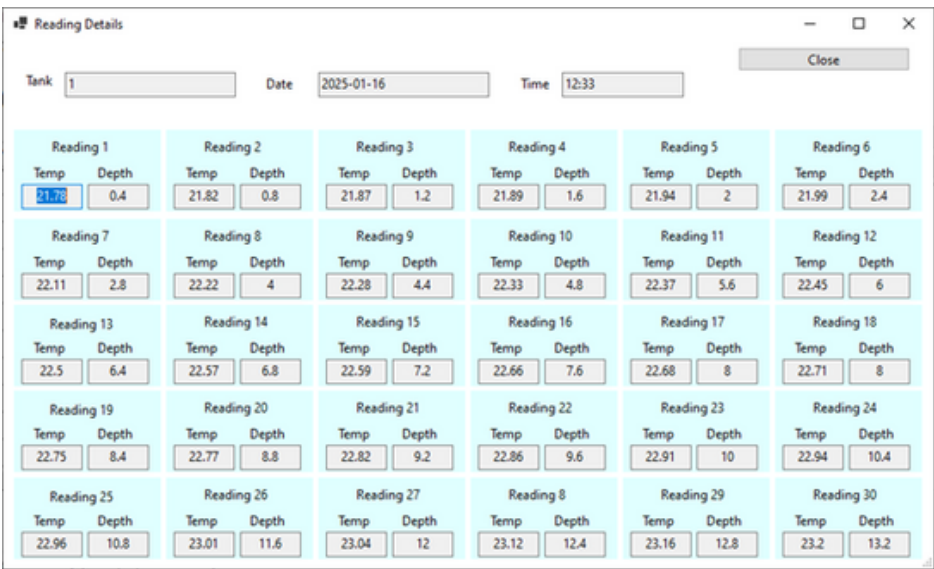 Reading Details
Close
Tank 1 Date 2025-01-16 Time 12:33
Reading 1 Reading 2 Reading 3 Reading 4 Reading 5 Reading 6
Temp Depth Temp Depth Temp Depth Temp Depth Temp Depth Temp Depth
21.78 0.4 21.82 0.8 21.87 1.2 21.89 1.6 21.94 2 21.99 2.4
Reading 7 Reading 8 Reading 9 Reading 10 Reading 11 Reading 12
Temp Depth Temp Depth Temp Depth Temp Depth Temp Depth Temp Depth
22.11 2.8 22.22 4 22.28 4.4 22.33 4.8 22.37 5.6 22.45 6
Reading 13 Reading 14 Reading 15 Reading 16 Reading 17 Reading 18
Temp Depth Temp Depth Temp Depth Temp Depth Temp Depth Temp Depth
22.5 6.4 22.57 6.8 22.59 7.2 22.66 7.6 22.68 8 22.71 8
Reading 19 Reading 20 Reading 21 Reading 22 Reading 23 Reading 24
Temp Depth Temp Depth Temp Depth Temp Depth Temp Depth Temp Depth
22.75 8.4 22.77 8.8 22.82 9.2 22.86 9.6 22.91 10 22.94 10.4
Reading 25 Reading 26 Reading 27 Reading 8 Reading 29 Reading 30
Temp Depth Temp Depth Temp Depth Temp Depth Temp Depth Temp Depth
22.96 10.8 23.01 11.6 23.04 12 23.12 12.4 23.16 12.8 23.2 13.2